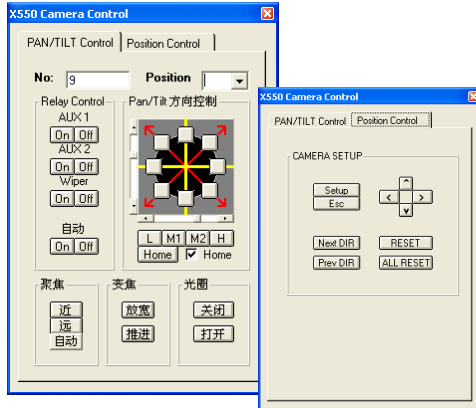 X550 Camera Control
PAN/TILT Control
Position Control
No:
9
Position
Relay Control
AUX 1
On
Off
AUX 2
On
Off
Wiper
On
Off
自动
On
Off
Pan/Tilt 方向控制
L
M1
M2
H
Home
Home
聚焦
近
远
自动
变焦
放宽
推进
光圈
关闭
打开
X550 Camera Control
PAN/TILT Control
Position Control
CAMERA SETUP
Setup
Esc
Next DIR
RESET
Prev DIR
ALL RESET